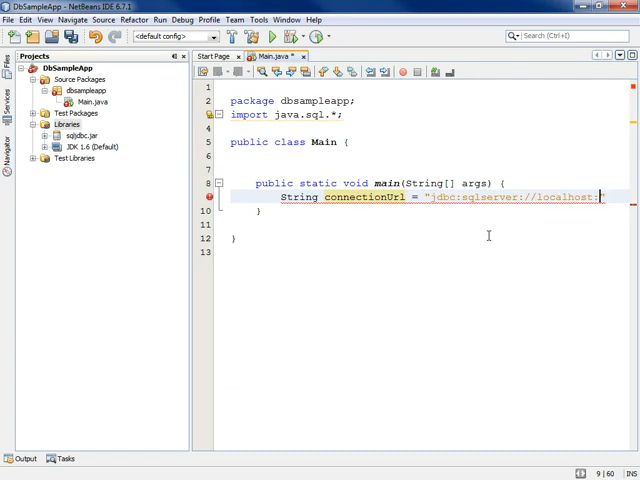 DbSampleApp - NetBeans IDE 6.7.1
File Edit View Navigate Source Refactor Run Debug Profile Team Tools Window Help
<default config>
Search (Ctrl+I)
Projects
Start Page
Main.java *
Files
Services
Navigator
DbSampleApp
Source Packages
dbsampleapp
Main.java
Test Packages
Libraries
sqljdbc.jar
JDK 1.6 (Default)
Test Libraries
1
2 package dbsampleapp;
import java.sql.*;
4
5 public class Main {
6
8 public static void main(String[] args) {
String connectionUrl = "jdbc:sqlserver://localhost:"
10 }
11
12 }
13
Output
Tasks
9 | 60
INS